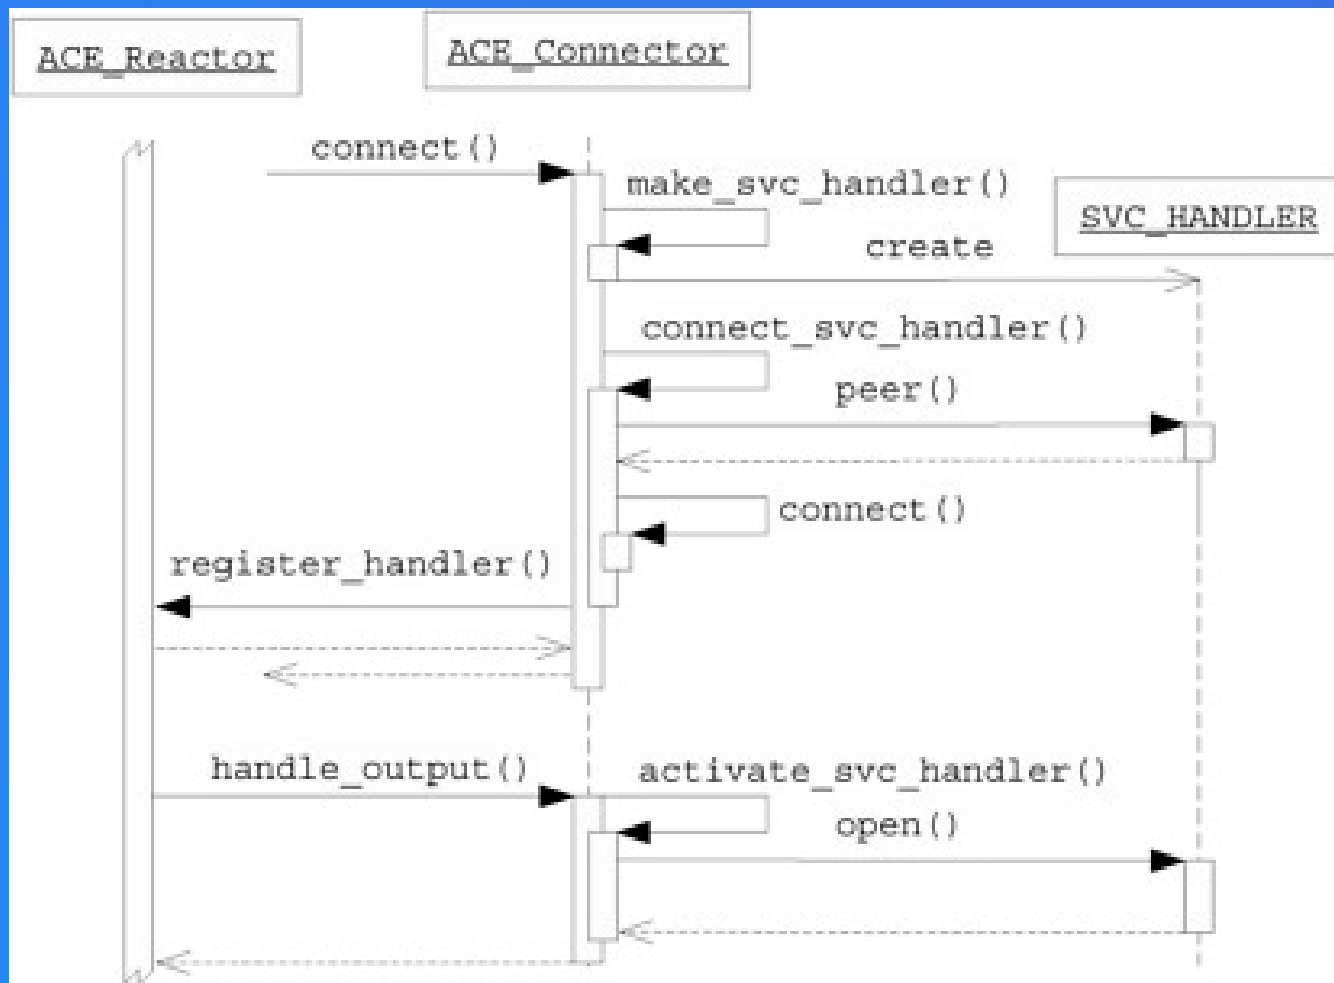 ACE_Reactor
ACE_Connector
connect()
make_svc_handler()
SVC_HANDLER
create
connect_svc_handler()
peer()
connect()
register_handler()
handle_output()
activate_svc_handler()
open()